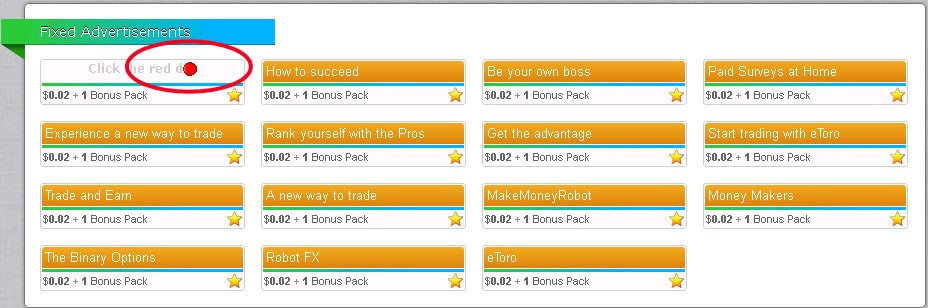 Fixed Advertisements
Click the red
How to succeed
Be your own boss
Paid Surveys at Home
$0.02 + 1 Bonus Pack
$0.02 + 1 Bonus Pack
$0.02 + 1 Bonus Pack
$0.02 + 1 Bonus Pack
Experience a new way to trade
Rank yourself with the Pros
Get the advantage
Start trading with eToro
$0.02 + 1 Bonus Pack
$0.02 + 1 Bonus Pack
$0.02 + 1 Bonus Pack
$0.02 + 1 Bonus Pack
Trade and Earn
A new way to trade
MakeMoneyRobot
Money Makers
$0.02 + 1 Bonus Pack
$0.02 + 1 Bonus Pack
$0.02 + 1 Bonus Pack
$0.02 + 1 Bonus Pack
The Binary Options
Robot FX
eToro
$0.02 + 1 Bonus Pack
$0.02 + 1 Bonus Pack
$0.02 + 1 Bonus Pack